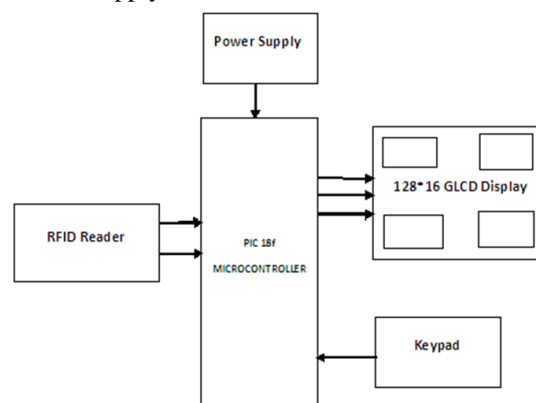 Power Supply
128*16 GLCD Display
RFID Reader
PIC 18f
MICROCONTROLLER
Keypad